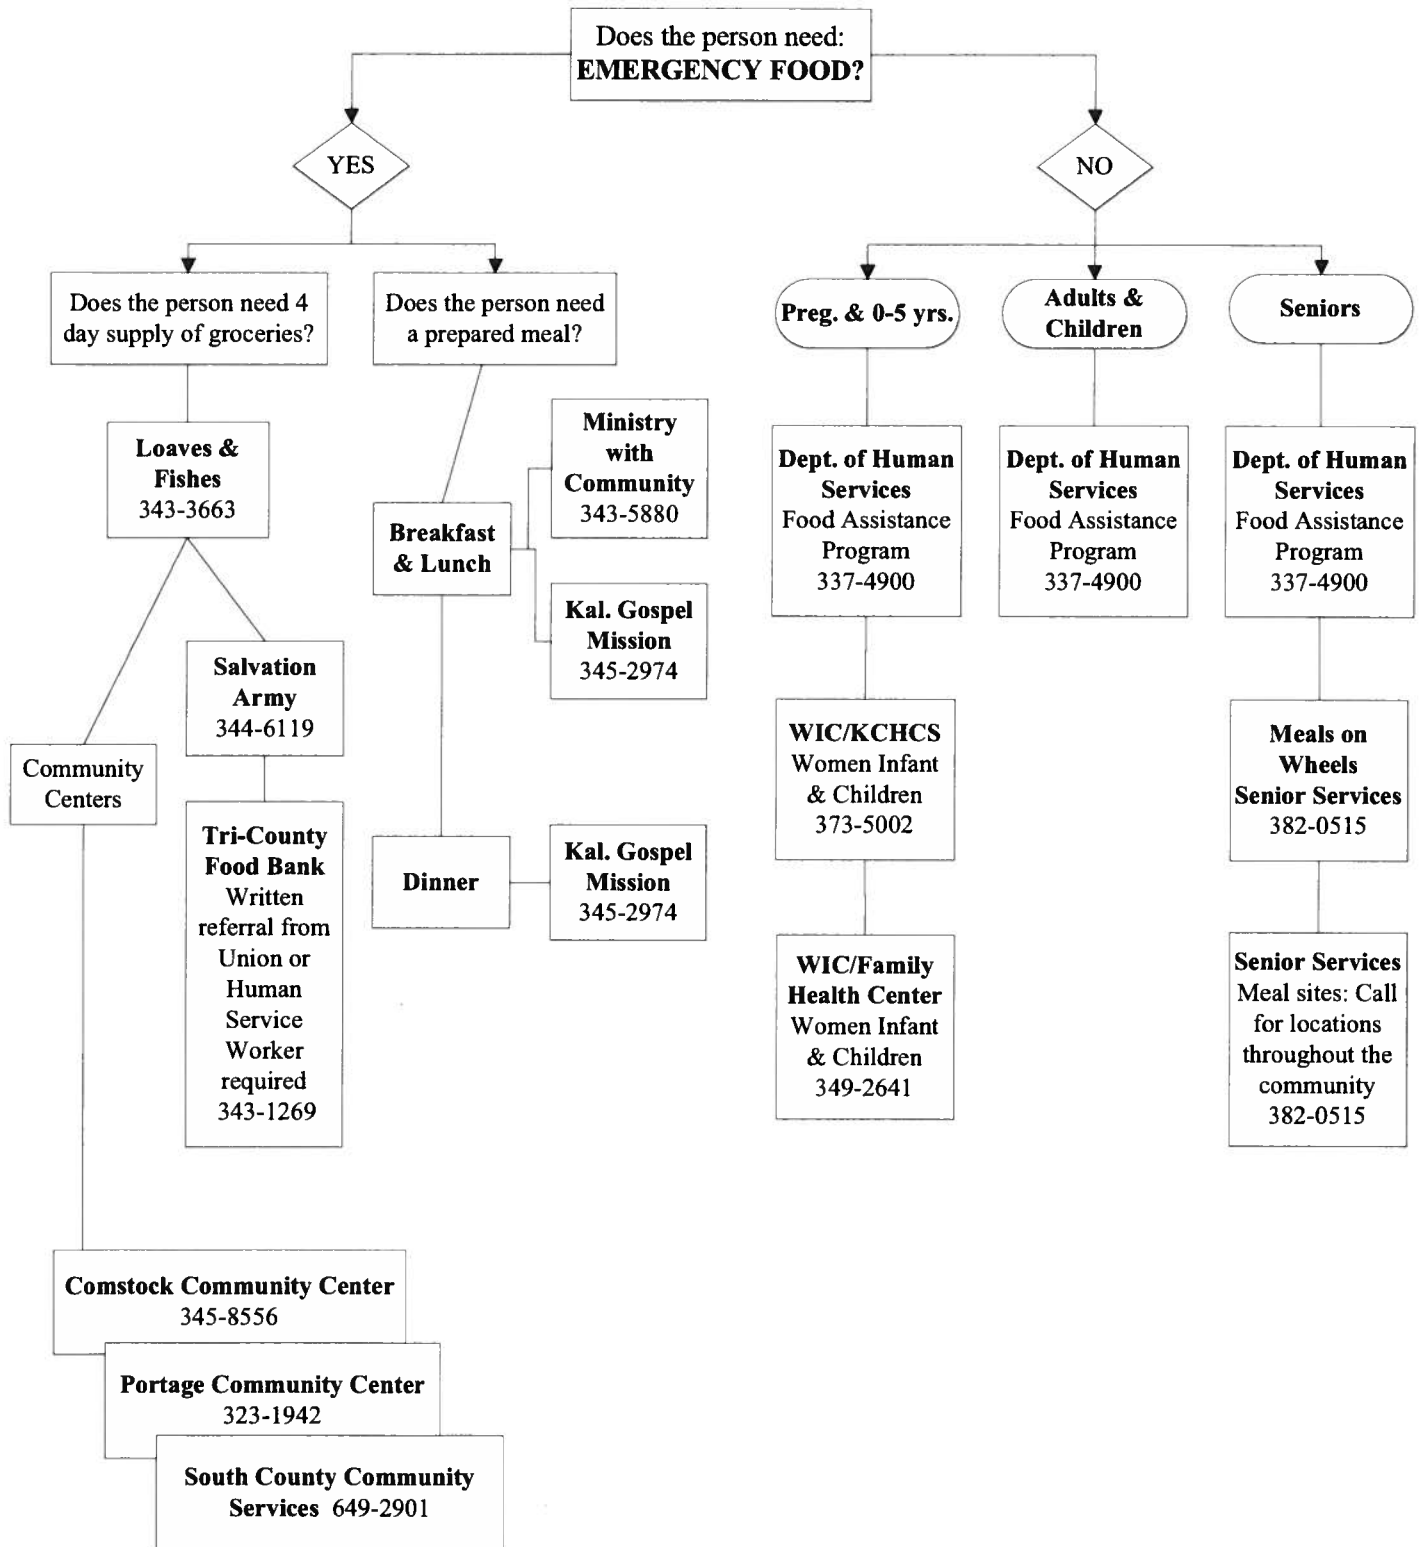 Does the person need:
EMERGENCY FOOD?
YES
NO
Does the person need 4
day supply of groceries?
Does the person need
a prepared meal?
Preg. & 0-5 yrs.
Adults &
Children
Seniors
Loaves &
Fishes
343-3663
Salvation
Army
344-6119
Community
Centers
Tri-County
Food Bank
Written
referral from
Union or
Human
Service
Worker
required
343-1269
Comstock Community Center
345-8556
Portage Community Center
323-1942
South County Community
Services 649-2901
Breakfast
& Lunch
Ministry
with
Community
343-5880
Kal. Gospel
Mission
345-2974
Dinner
Kal. Gospel
Mission
345-2974
Dept. of Human
Services
Food Assistance
Program
337-4900
WIC/KCHCS
Women Infant
& Children
373-5002
WIC/Family
Health Center
Women Infant
& Children
349-2641
Dept. of Human
Services
Food Assistance
Program
337-4900
Dept. of Human
Services
Food Assistance
Program
337-4900
Meals on
Wheels
Senior Services
382-0515
Senior Services
Meal sites: Call
for locations
throughout the
community
382-0515